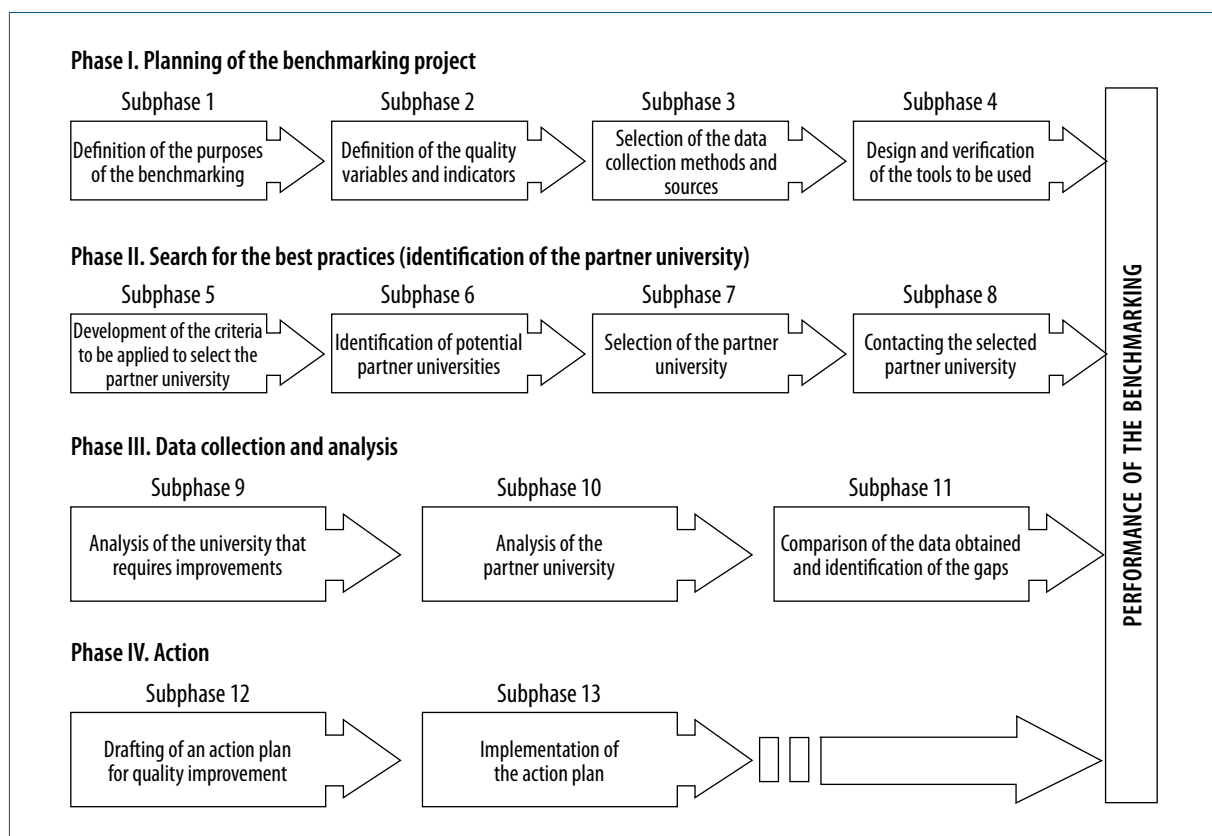 Phase I. Planning of the benchmarking project
Subphase 1
Subphase 2
Subphase 3
Subphase 4
Definition of the purposes
of the benchmarking
Definition of the quality
variables and indicators
Selection of the data
collection methods and
sources
Design and verification
of the tools to be used
Phase II. Search for the best practices (identification of the partner university)
Subphase 5
Subphase 6
Subphase 7
Subphase 8
Development of the criteria
to be applied to select the
partner university
Identification of potential
partner universities
Selection of the partner
university
Contacting the selected
partner university
Phase III. Data collection and analysis
Subphase 9
Subphase 10
Subphase 11
Analysis of the university that
requires improvements
Analysis of the
partner university
Comparison of the data obtained
and identification of the gaps
Phase IV. Action
Subphase 12
Subphase 13
Drafting of an action plan
for quality improvement
Implementation of
the action plan
PERFORMANCE OF THE BENCHMARKING